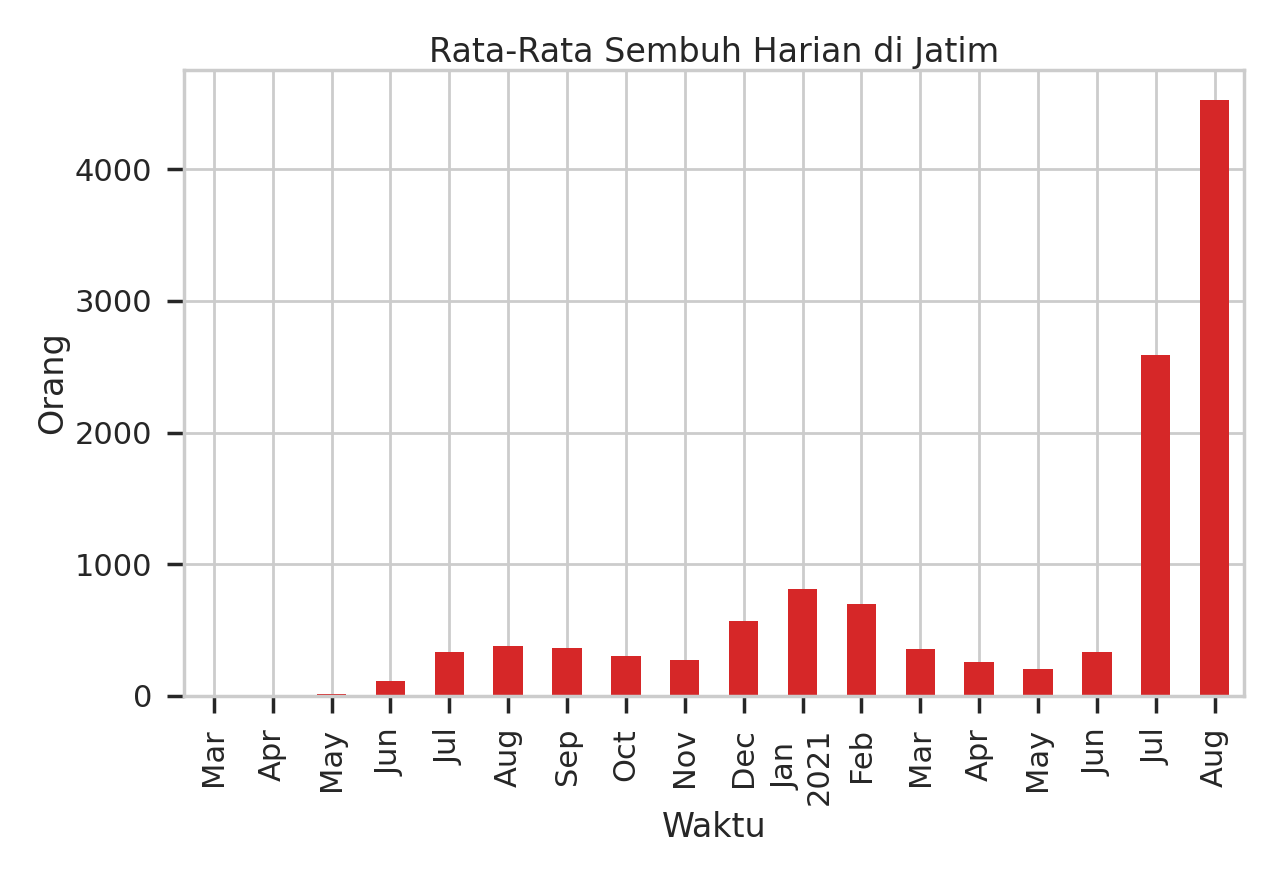 Rata-Rata Sembuh Harian di Jatim
Orang
4000
3000
2000
1000
0
Mar
Apr
May
Jun
Jul
Aug
Sep
Oct
Nov
Dec
Jan
2021
Feb
Mar
Apr
May
Jun
Jul
Aug
Waktu